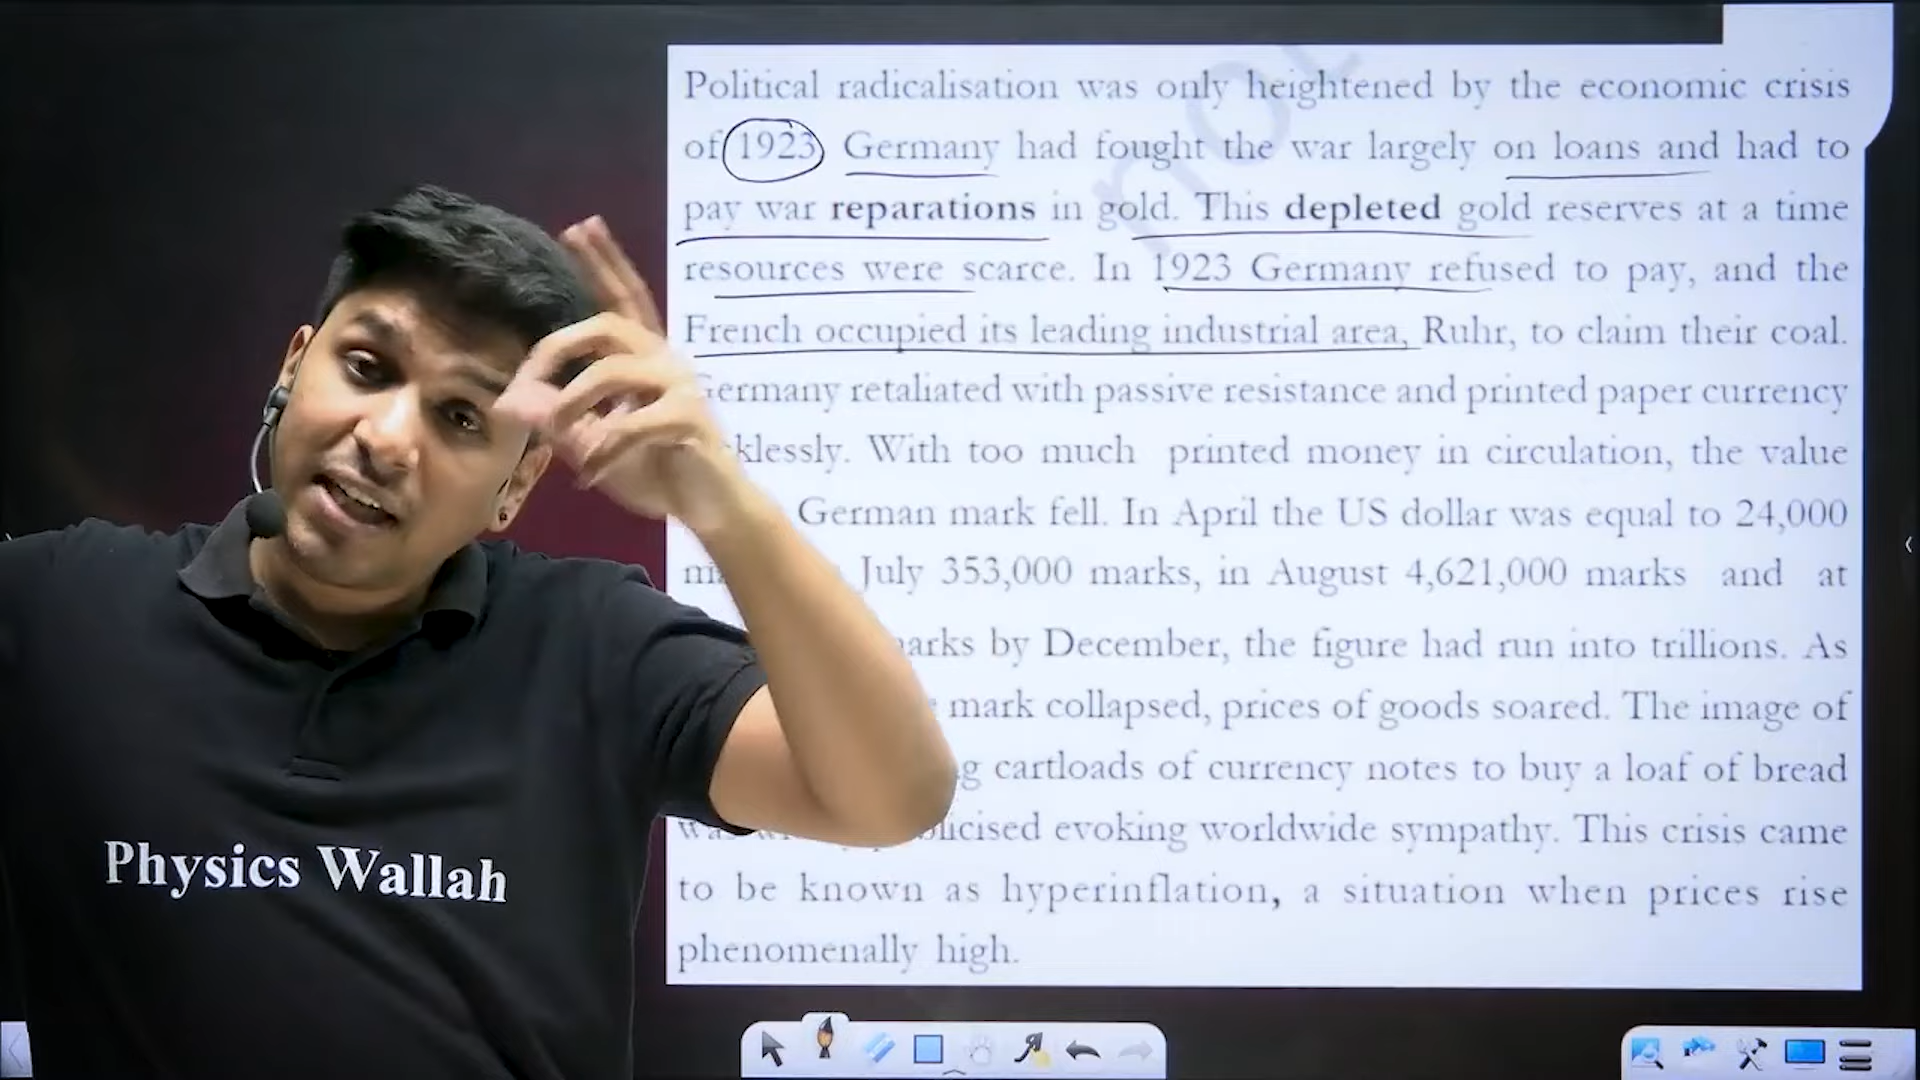 Political radicalisation was only heightened by the economic crisis
of 1923 Germany had fought the war largely on loans and had to
pay war reparations in gold. This depleted gold reserves at a time
resources were scarce. In 1923 Germany refused to pay, and the
French occupied its leading industrial area, Ruhr, to claim their coal.
Germany retaliated with passive resistance and printed paper currency
klessly. With too much printed money in circulation, the value
German mark fell. In April the US dollar was equal to 24,000
July 353,000 marks, in August 4,621,000 marks and at
marks by December, the figure had run into trillions. As
mark collapsed, prices of goods soared. The image of
g cartloads of currency notes to buy a loaf of bread
licised evoking worldwide sympathy. This crisis came
to be known as hyperinflation, a situation when prices rise
phenomenally high.
Physics Wallah
not